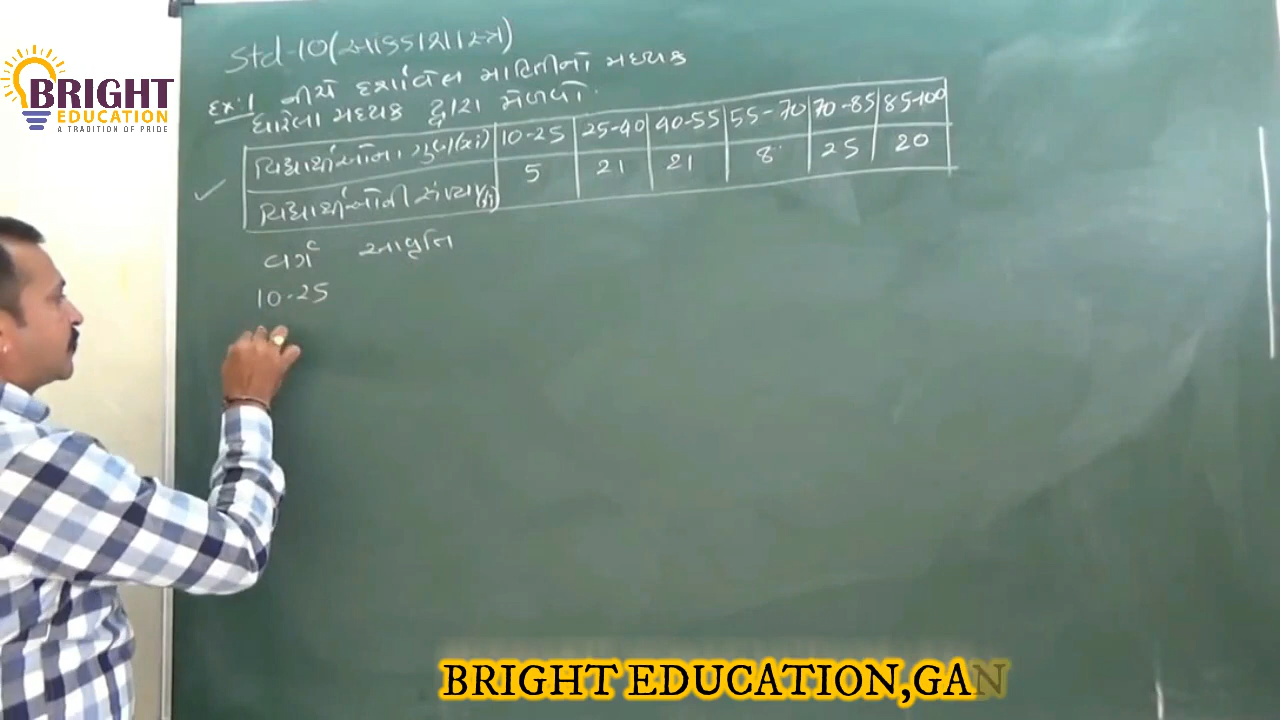 BRIGHT
EDUCATION
A TRADITION OF PRIDE
Std-10(આંકડાશાસ્ત્ર)
Ex:1 નીચે દર્શાવેલ માહિતીનો મધ્યક
ધારેલા મધ્યક દ્વારા મેળવો.
વિદ્યાર્થીઓના ગુણ(xi) 10-25 25-40 40-55 55-70 70-85 85-100
વિદ્યાર્થીઓની સંખ્યા(fi) 5 21 21 8 25 20
વર્ગ આવૃત્તિ
10-25
BRIGHT EDUCATION,GAN